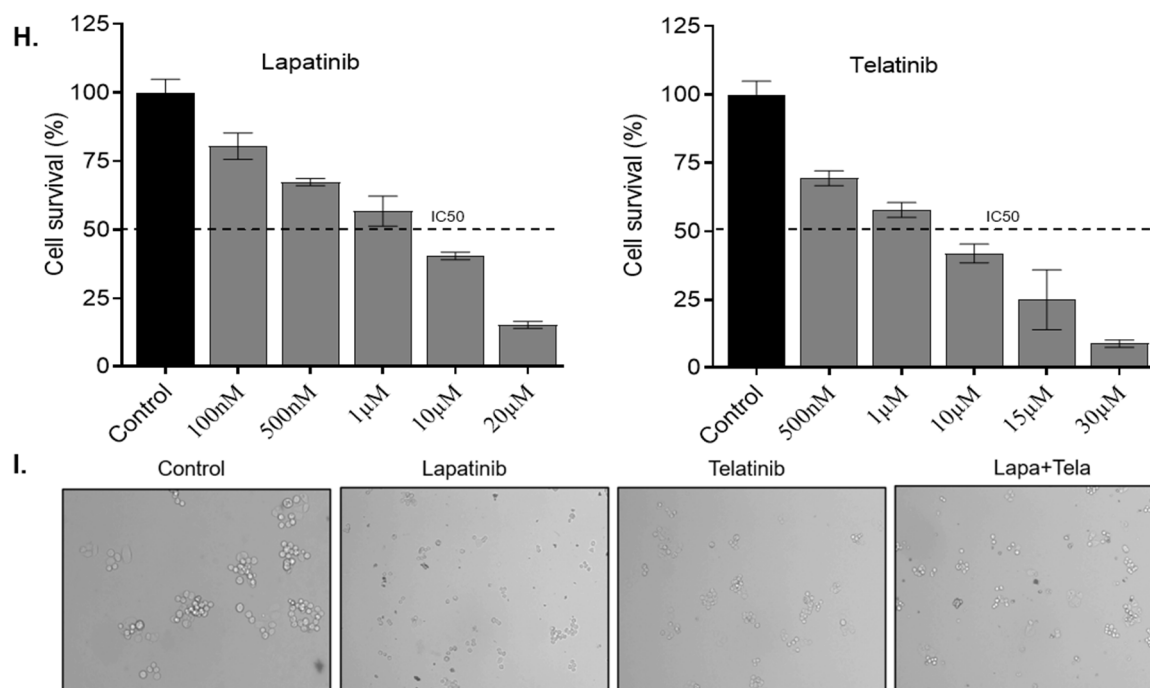 H.
Lapatinib
Cell survival (%)
125
100
75
50
25
0
IC50
Control
100nM
500nM
1μM
10μM
20μM
Telatinib
Cell survival (%)
125
100
75
50
25
0
IC50
Control
500nM
1μM
10μM
15μM
30μM
I.
Control
Lapatinib
Telatinib
Lapa+Tela